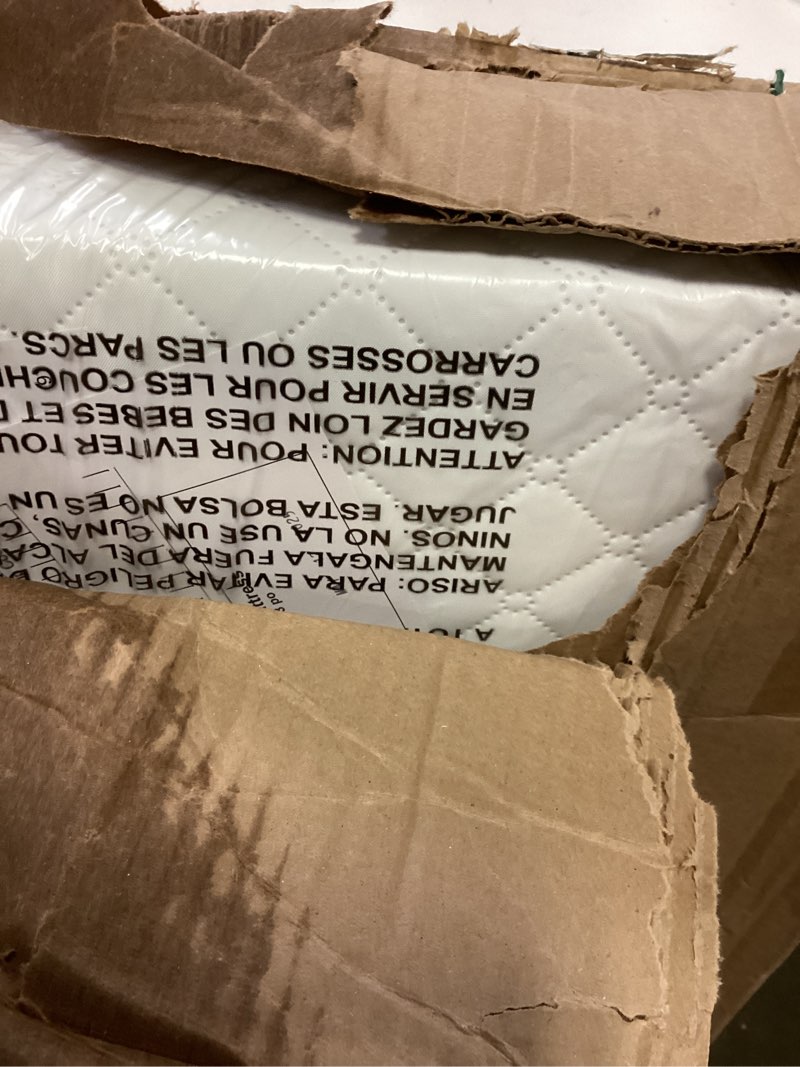 ARISO: PARA EVITAR PELIGRO
MANTENGALA FUERA DEL ALCA
NINOS. NO LA USE UN CUNAS, C
JUGAR. ESTA BOLSA NO ES UN
ATTENTION: POUR EVITER TOU
GARDEZ LOIN DES BEBES ET
EN SERVIR POUR LES COUCH
CARROSSES OU LES PARCS.